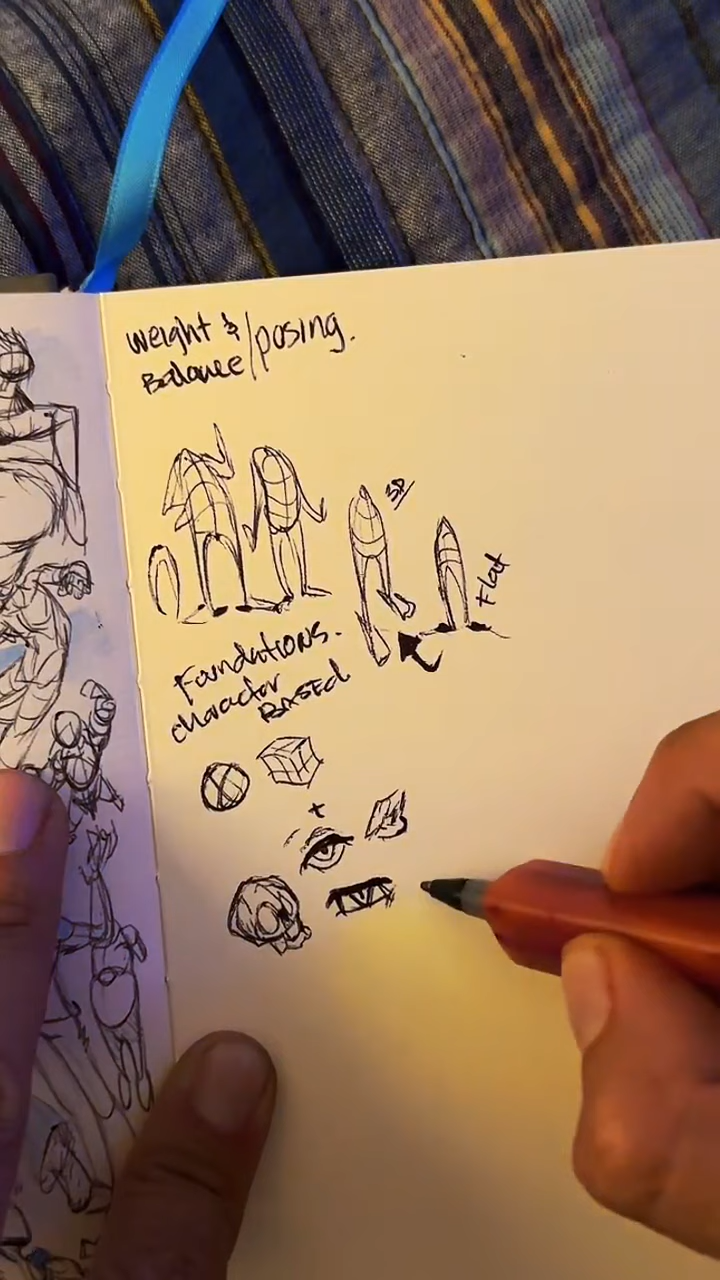 Weight & /posing.
Balance
3D
Flat
Foundations.
character
BASED
+